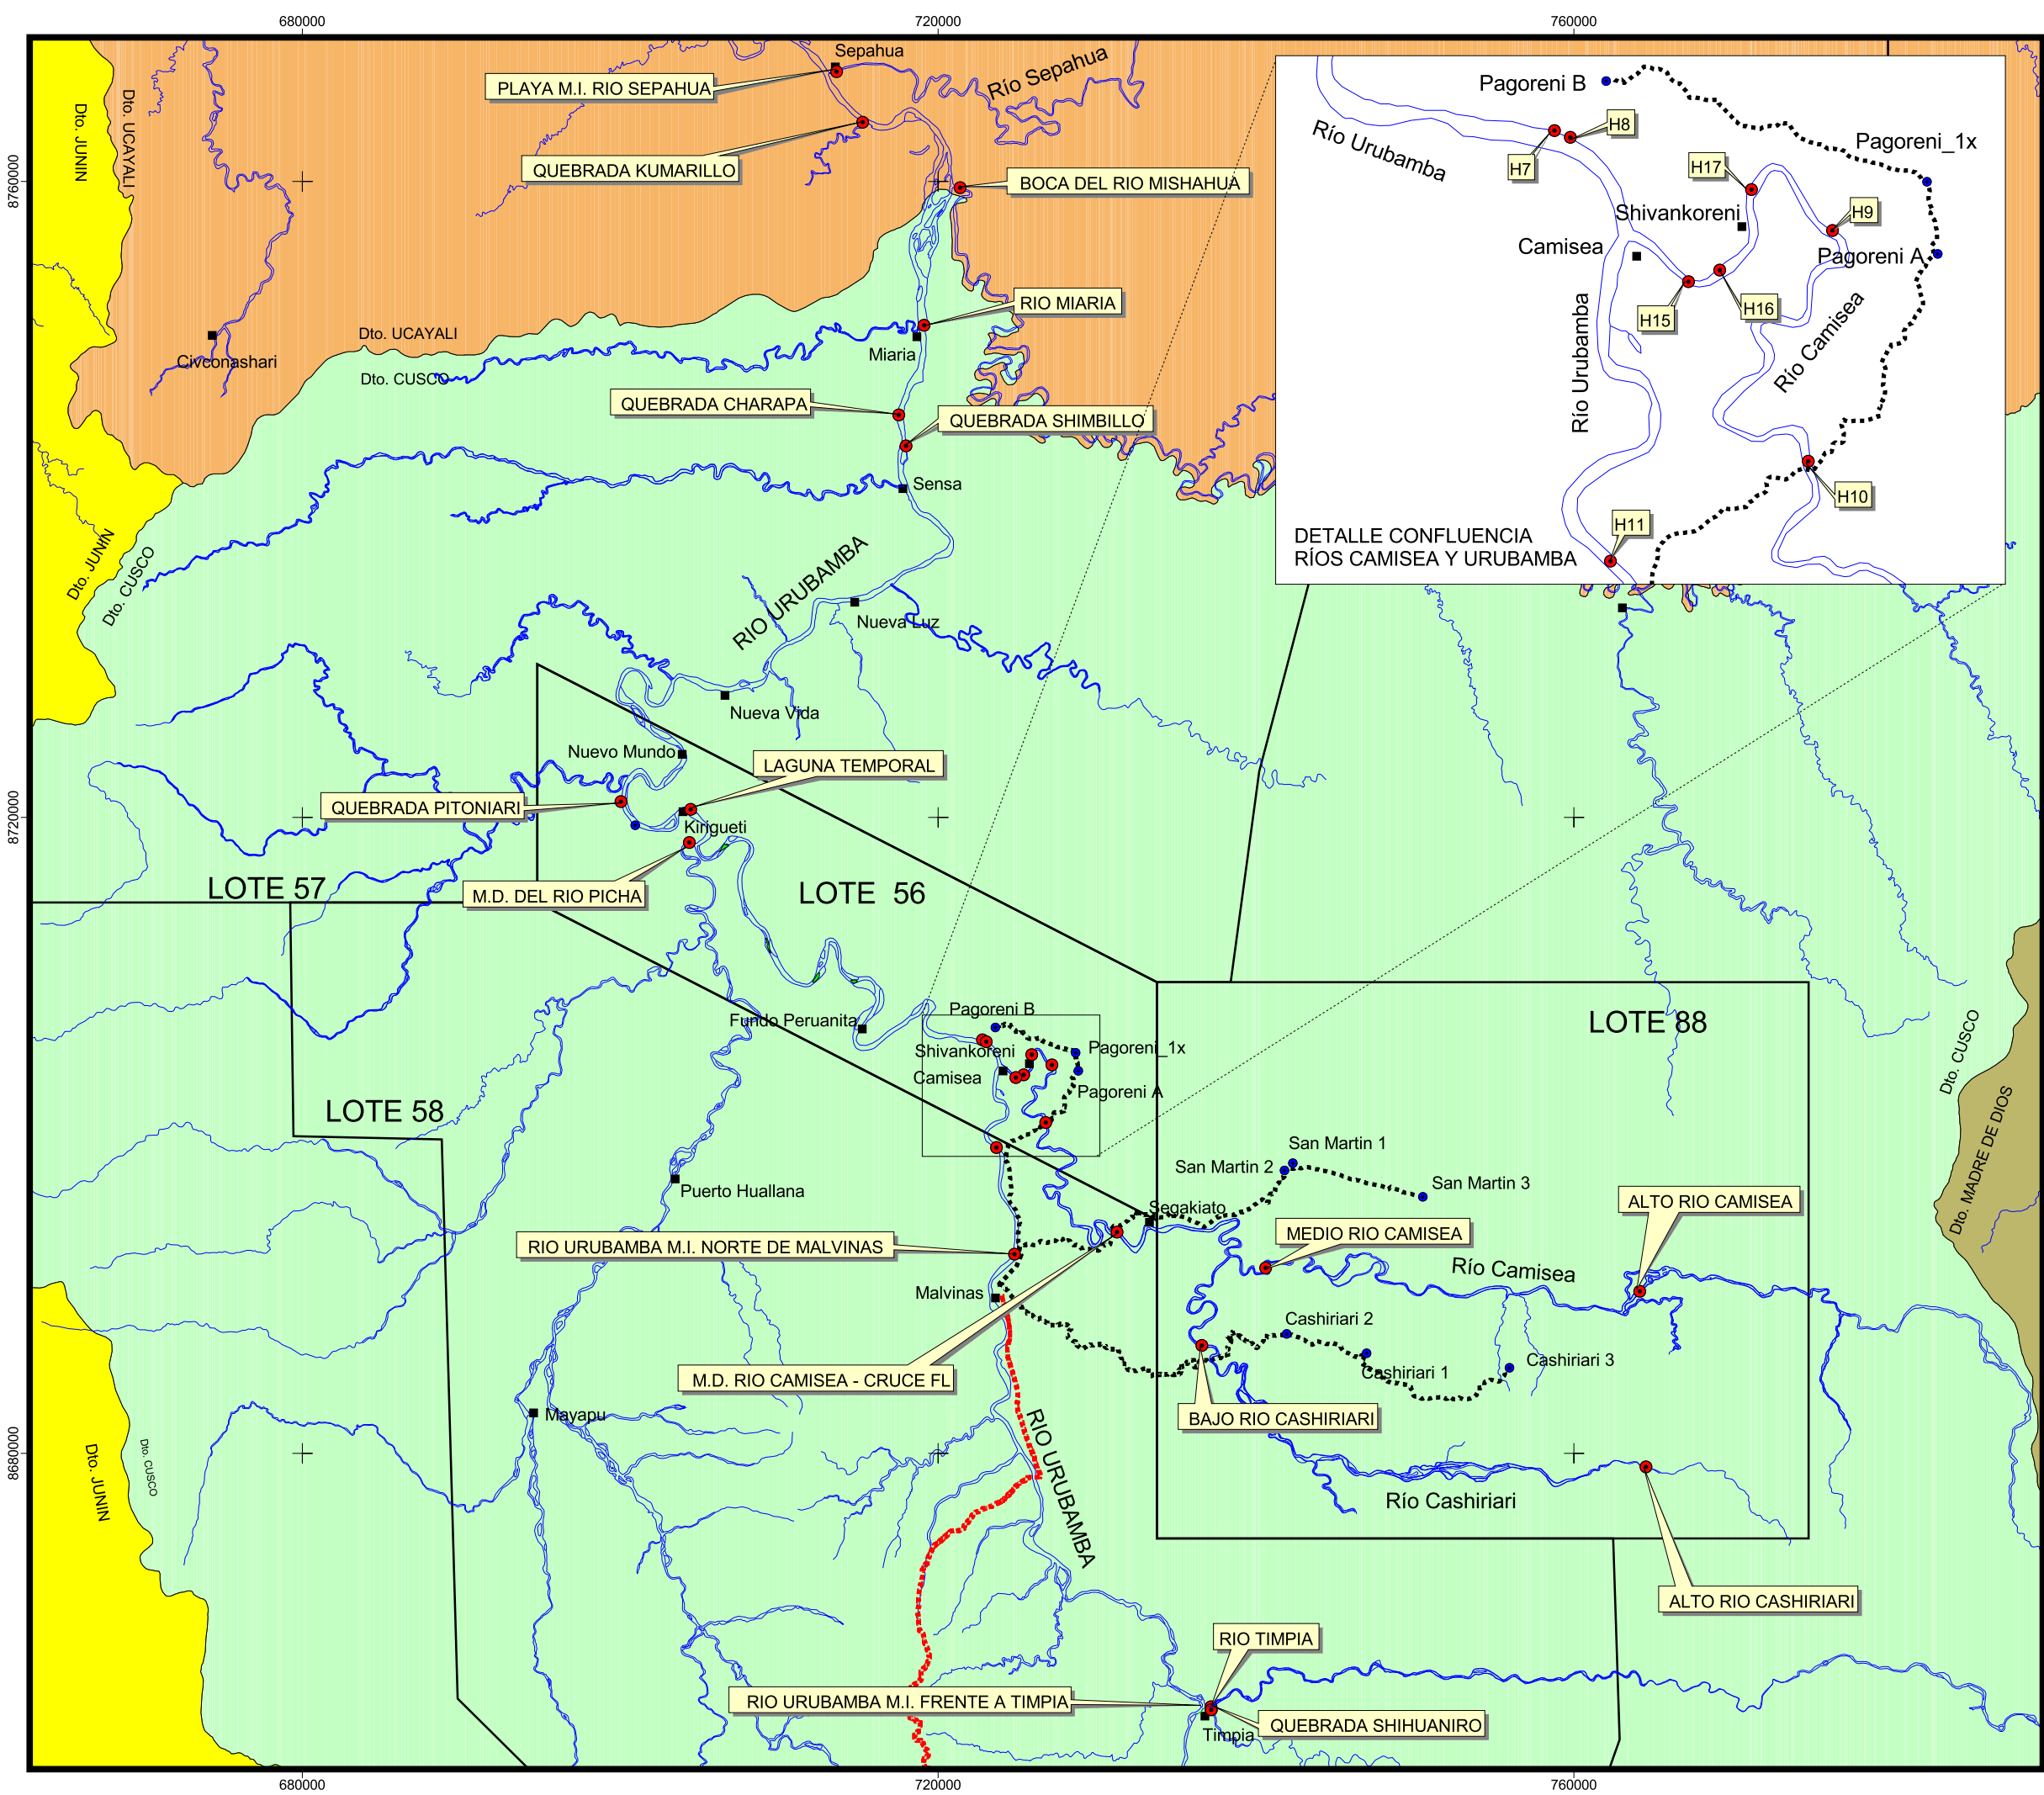 680000
720000
760000
Sepahua
PLAYA M.I. RIO SEPAHUA
Río Sepahua
Pagoreni B
Dto. JUNIN
Dto. UCAYALI
QUEBRADA KUMARILLO
BOCA DEL RIO MISHAHUA
Río Urubamba
H7
H8
H17
Pagoreni_1x
H9
Shivankoreni
Camisea
Pagoreni A
8760000
RIO MIARIA
H15
H16
Río Camisea
Río Urubamba
Dto. UCAYALI
Miaria
Civconashari
Dto. CUSCO
QUEBRADA CHARAPA
QUEBRADA SHIMBILLO
Sensa
H10
H11
DETALLE CONFLUENCIA
RÍOS CAMISEA Y URUBAMBA
Dto. JUNIN
Dto. CUSCO
RIO URUBAMBA
Nueva Luz
Nueva Vida
Nuevo Mundo
LAGUNA TEMPORAL
QUEBRADA PITONIARI
Kirigueti
8720000
LOTE 57
M.D. DEL RIO PICHA
LOTE 56
Pagoreni B
Fundo Peruanita
Shivankoreni
Pagoreni_1x
Camisea
Pagoreni A
LOTE 88
Dto. CUSCO
Dto. MADRE DE DIOS
LOTE 58
San Martin 1
San Martin 2
San Martin 3
Puerto Huallana
Segakiato
ALTO RIO CAMISEA
MEDIO RIO CAMISEA
RIO URUBAMBA M.I. NORTE DE MALVINAS
Río Camisea
Malvinas
Cashiriari 2
Cashiriari 1
Cashiriari 3
M.D. RIO CAMISEA - CRUCE FL
BAJO RIO CASHIRIARI
Mayapu
RIO URUBAMBA
8680000
Dto. JUNIN
Dto. CUSCO
Río Cashiriari
ALTO RIO CASHIRIARI
RIO TIMPIA
RIO URUBAMBA M.I. FRENTE A TIMPIA
QUEBRADA SHIHUANIRO
Timpia
680000
720000
760000